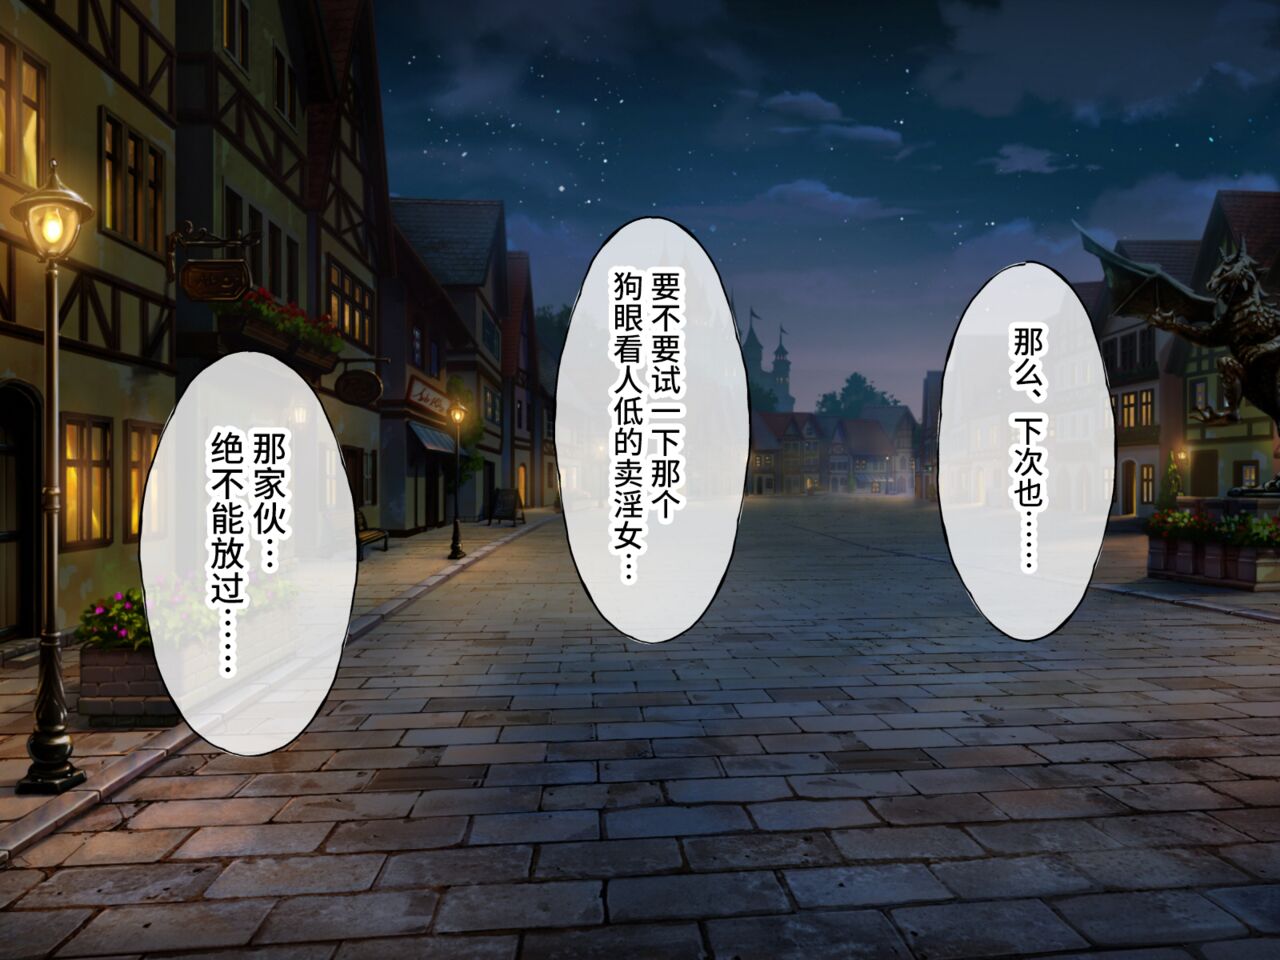 那么、下次也……
要不要试一下那个
狗眼看人低的卖淫女…
那家伙…
绝不能放过……